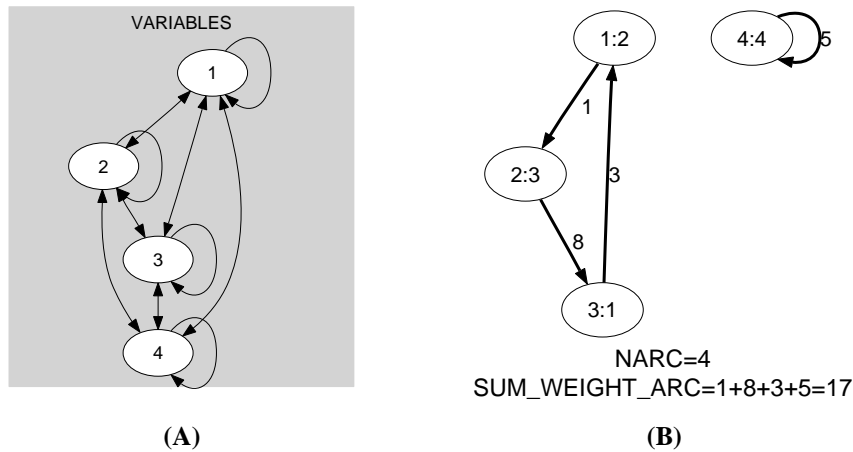 VARIABLES
1
2
3
4
1:2
4:4
5
1
2:3
3
8
3:1
NARC=4
SUM_WEIGHT_ARC=1+8+3+5=17
(A)
(B)